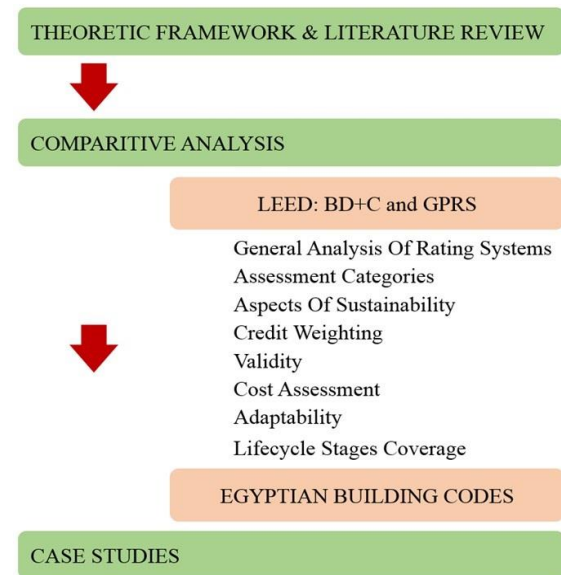 THEORETIC FRAMEWORK & LITERATURE REVIEW
COMPARITIVE ANALYSIS
LEED: BD+C and GPRS
General Analysis Of Rating Systems
Assessment Categories
Aspects Of Sustainability
Credit Weighting
Validity
Cost Assessment
Adaptability
Lifecycle Stages Coverage
EGYPTIAN BUILDING CODES
CASE STUDIES